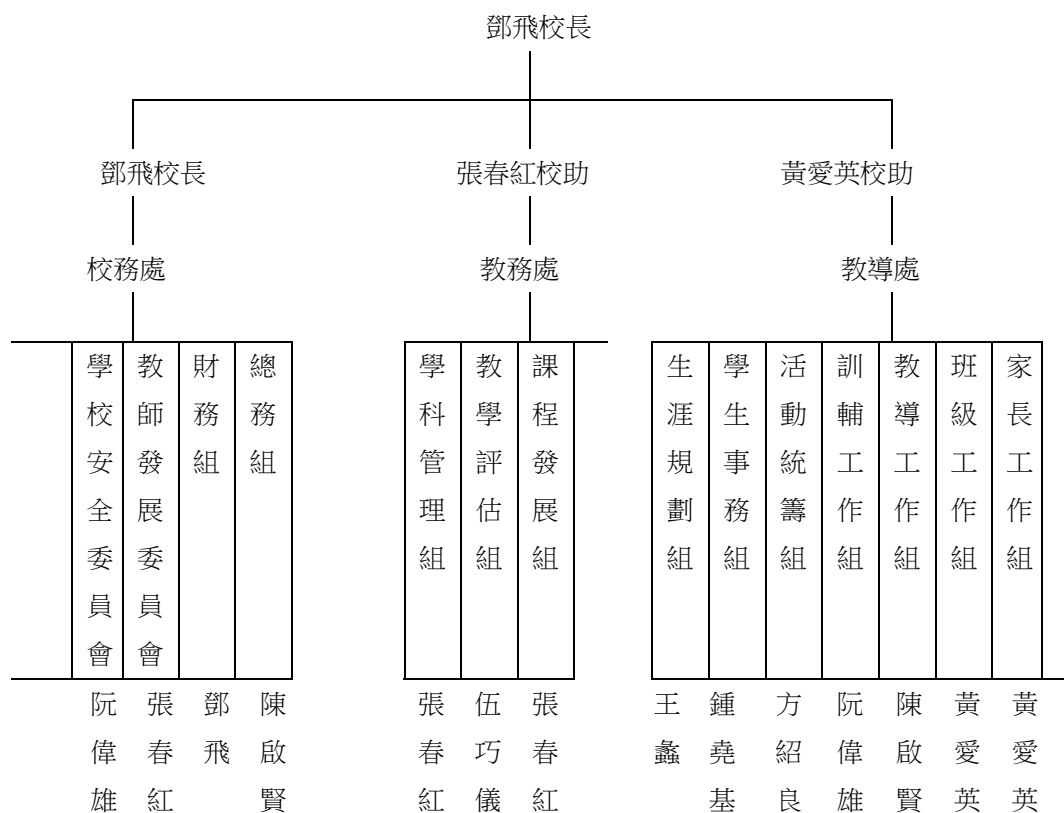 鄧飛校長
鄧飛校長
張春紅校助
黃愛英校助
校務處
教務處
教導處
學校安全委員會
教師發展委員會
財務組
總務組
學科管理組
教學評估組
課程發展組
生涯規劃組
學生事務組
活動統籌組
訓輔工作組
教導工作組
班級工作組
家長工作組
阮偉雄
張春紅
鄧飛
陳啟賢
張春紅
伍巧儀
張春紅
王蠡
鍾堯基
方紹良
阮偉雄
陳啟賢
黃愛英
黃愛英